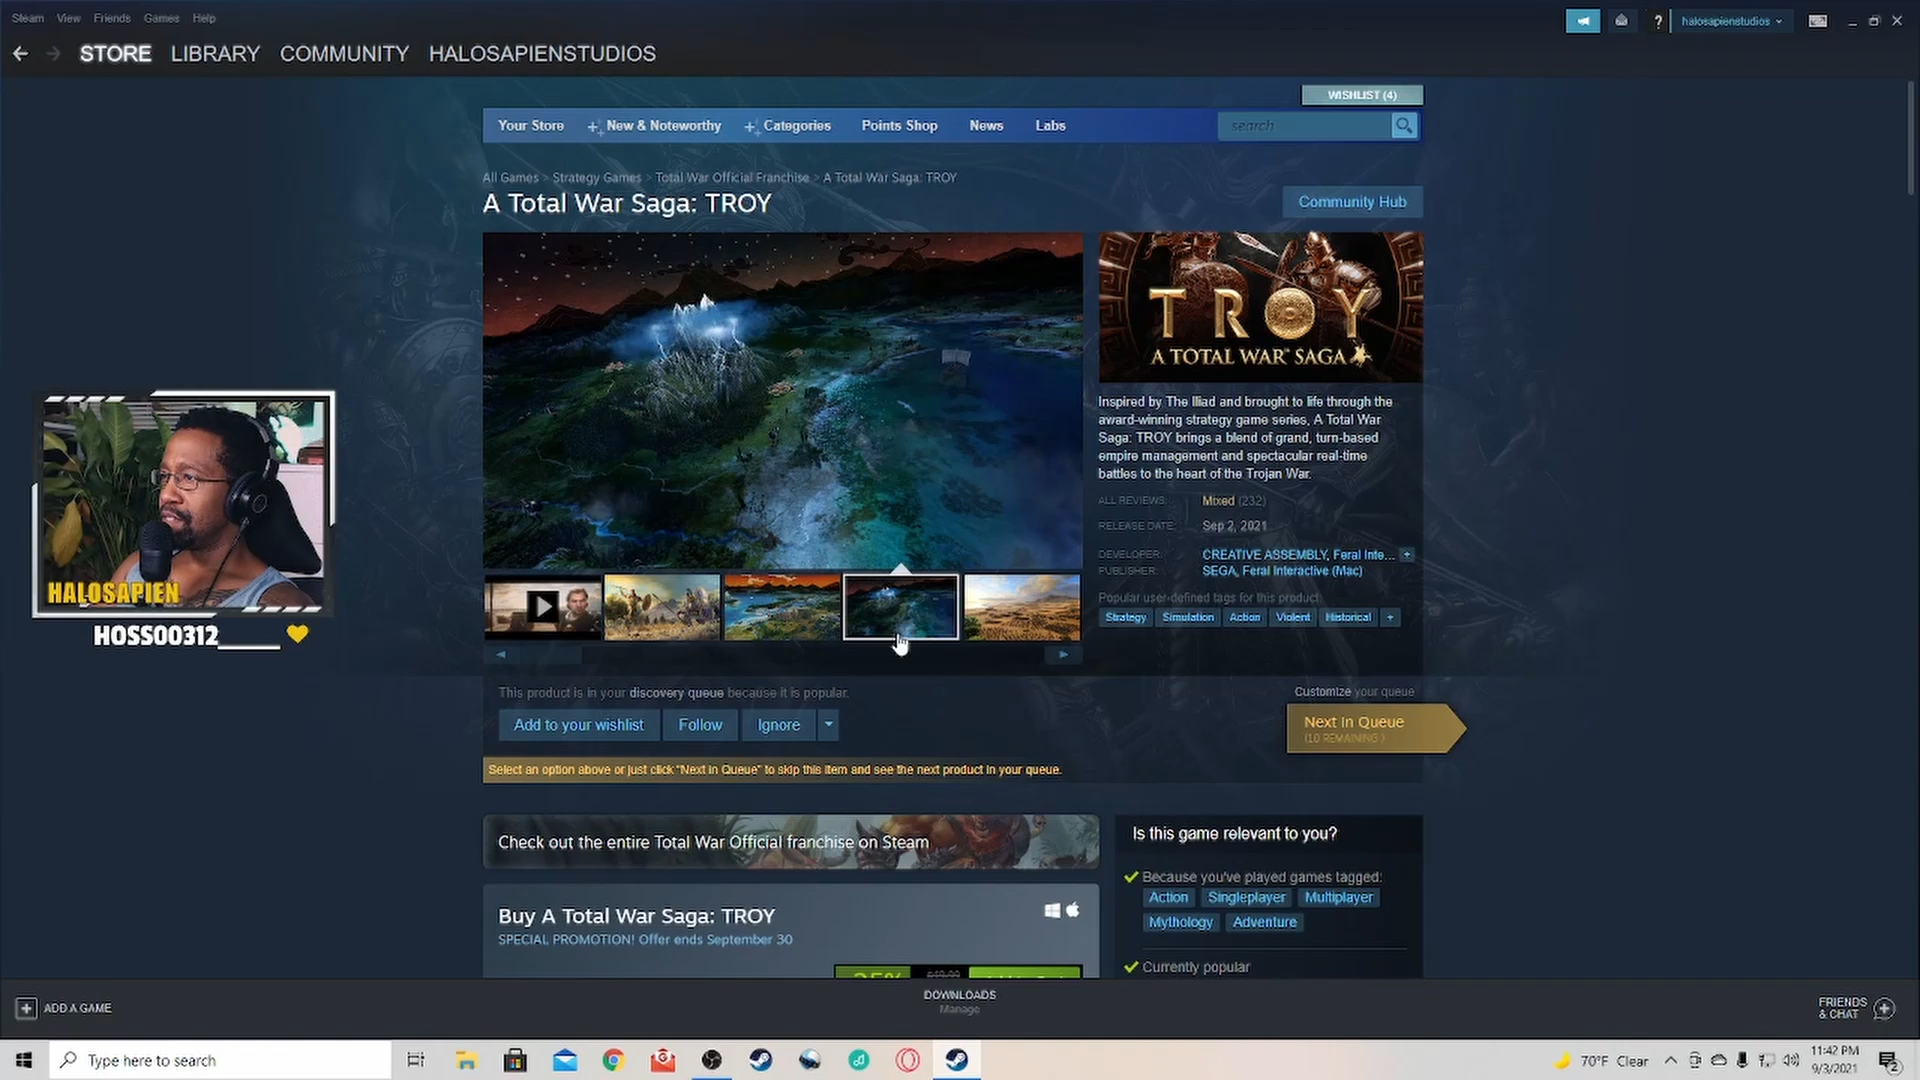 Steam View Friends Games Help
halosapienstudios
STORE LIBRARY COMMUNITY HALOSAPIENSTUDIOS
WISHLIST (4)
Your Store New & Noteworthy Categories Points Shop News Labs
search
All Games > Strategy Games > Total War Official Franchise > A Total War Saga: TROY
A Total War Saga: TROY
Community Hub
TROY
A TOTAL WAR SAGA
Inspired by The Iliad and brought to life through the
award-winning strategy game series, A Total War
Saga: TROY brings a blend of grand, turn-based
empire management and spectacular real-time
battles to the heart of the Trojan War.
ALL REVIEWS: Mixed (232)
RELEASE DATE: Sep 2, 2021
DEVELOPER: CREATIVE ASSEMBLY, Feral Inte... +
PUBLISHER: SEGA, Feral Interactive (Mac)
Popular user-defined tags for this product:
Strategy Simulation Action Violent Historical +
HALOSAPIEN
HOSS00312
This product is in your discovery queue because it is popular.
Add to your wishlist Follow Ignore
Customize your queue
Next in Queue
(10 REMAINING )
Select an option above or just click "Next in Queue" to skip this item and see the next product in your queue.
Check out the entire Total War Official franchise on Steam
Is this game relevant to you?
Because you've played games tagged:
Action Singleplayer Multiplayer
Mythology Adventure
Currently popular
Buy A Total War Saga: TROY
SPECIAL PROMOTION! Offer ends September 30
ADD A GAME
DOWNLOADS
Manage
FRIENDS
& CHAT
Type here to search
70°F Clear
11:42 PM
9/3/2021
2